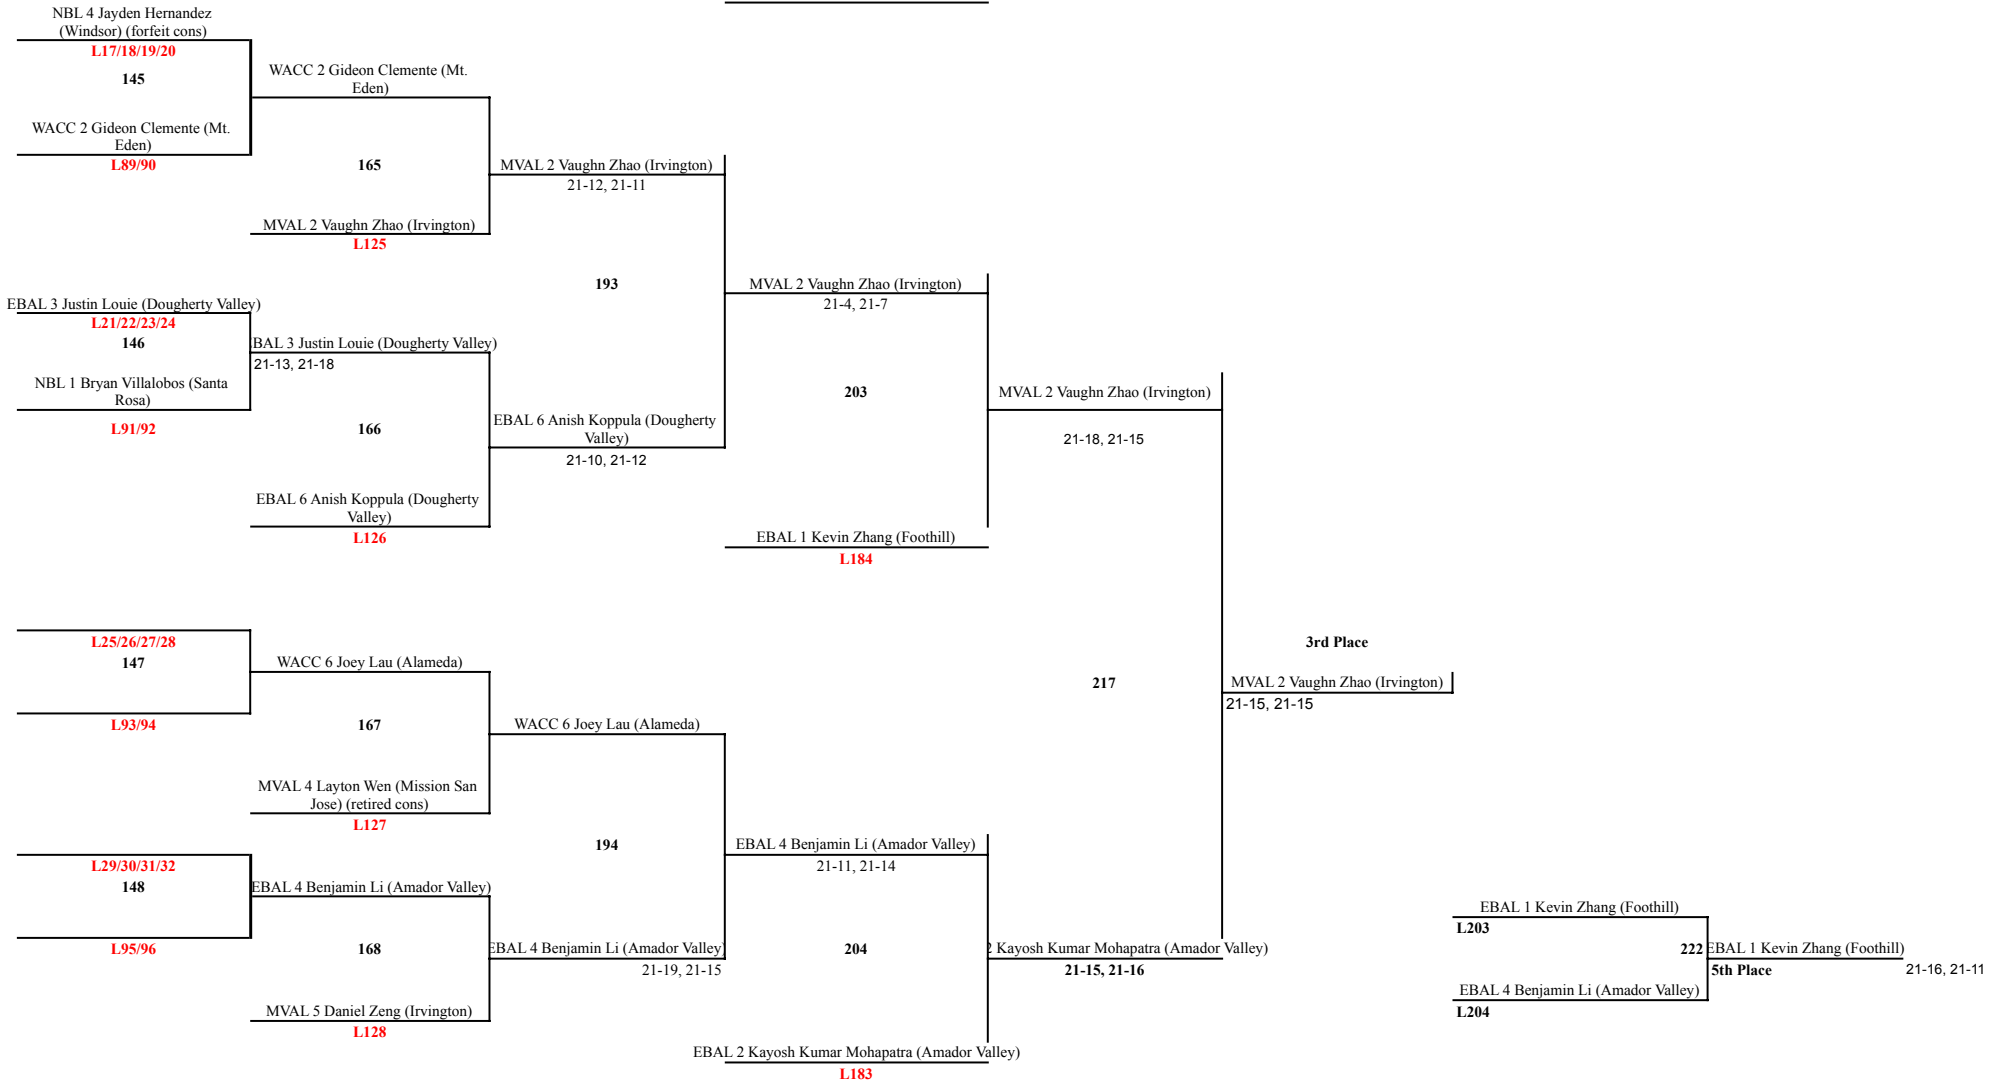 NBL 4 Jayden Hernandez
(Windsor) (forfeit cons)
L17/18/19/20
145
WACC 2 Gideon Clemente (Mt.
Eden)
L89/90
WACC 2 Gideon Clemente (Mt.
Eden)
165
MVAL 2 Vaughn Zhao (Irvington)
L125
MVAL 2 Vaughn Zhao (Irvington)
21-12, 21-11
193
EBAL 3 Justin Louie (Dougherty Valley)
L21/22/23/24
146
NBL 1 Bryan Villalobos (Santa
Rosa)
L91/92
BAL 3 Justin Louie (Dougherty Valley)
21-13, 21-18
166
EBAL 6 Anish Koppula (Dougherty
Valley)
L126
EBAL 6 Anish Koppula (Dougherty
Valley)
21-10, 21-12
MVAL 2 Vaughn Zhao (Irvington)
21-4, 21-7
203
EBAL 1 Kevin Zhang (Foothill)
L184
MVAL 2 Vaughn Zhao (Irvington)
21-18, 21-15
L25/26/27/28
147
L93/94
WACC 6 Joey Lau (Alameda)
167
MVAL 4 Layton Wen (Mission San
Jose) (retired cons)
L127
WACC 6 Joey Lau (Alameda)
194
L29/30/31/32
148
L95/96
EBAL 4 Benjamin Li (Amador Valley)
168
MVAL 5 Daniel Zeng (Irvington)
L128
EBAL 4 Benjamin Li (Amador Valley)
21-19, 21-15
EBAL 4 Benjamin Li (Amador Valley)
21-11, 21-14
204
EBAL 2 Kayosh Kumar Mohapatra (Amador Valley)
L183
2 Kayosh Kumar Mohapatra (Amador Valley)
21-15, 21-16
217
3rd Place
MVAL 2 Vaughn Zhao (Irvington)
21-15, 21-15
EBAL 1 Kevin Zhang (Foothill)
L203
222
EBAL 4 Benjamin Li (Amador Valley)
L204
EBAL 1 Kevin Zhang (Foothill)
5th Place
21-16, 21-11